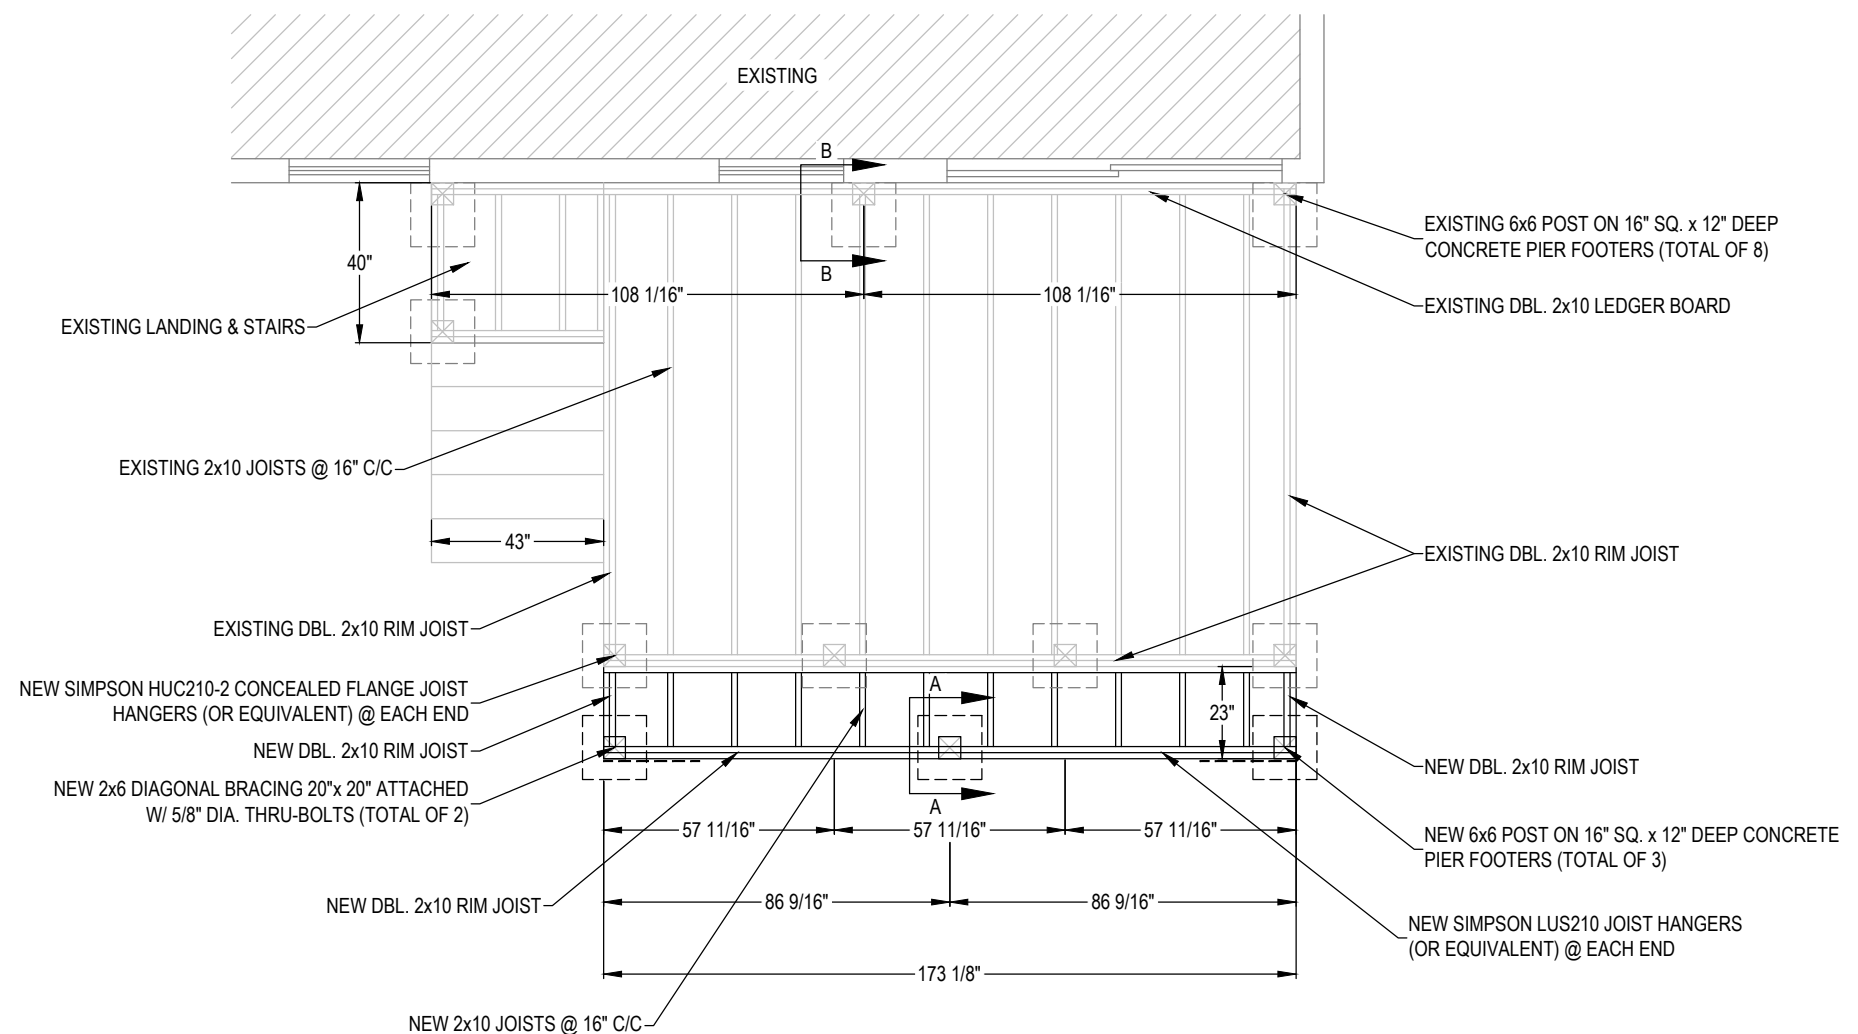 EXISTING
B
B
40"
108 1/16"
108 1/16"
EXISTING 6x6 POST ON 16" SQ. x 12" DEEP
CONCRETE PIER FOOTERS (TOTAL OF 8)
EXISTING DBL. 2x10 LEDGER BOARD
EXISTING LANDING & STAIRS
EXISTING 2x10 JOISTS @ 16" C/C
43"
EXISTING DBL. 2x10 RIM JOIST
EXISTING DBL. 2x10 RIM JOIST
NEW SIMPSON HUC210-2 CONCEALED FLANGE JOIST
HANGERS (OR EQUIVALENT) @ EACH END
A
23"
NEW DBL. 2x10 RIM JOIST
NEW DBL. 2x10 RIM JOIST
NEW 2x6 DIAGONAL BRACING 20"x 20" ATTACHED
W/ 5/8" DIA. THRU-BOLTS (TOTAL OF 2)
A
57 11/16"
57 11/16"
57 11/16"
NEW 6x6 POST ON 16" SQ. x 12" DEEP CONCRETE
PIER FOOTERS (TOTAL OF 3)
NEW DBL. 2x10 RIM JOIST
86 9/16"
86 9/16"
NEW SIMPSON LUS210 JOIST HANGERS
(OR EQUIVALENT) @ EACH END
173 1/8"
NEW 2x10 JOISTS @ 16" C/C